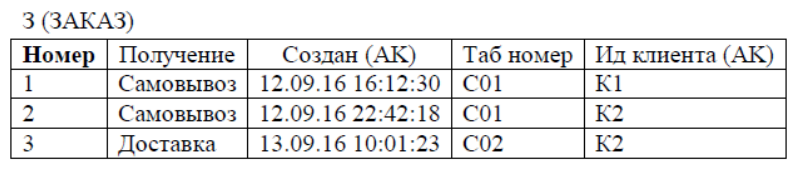 З (ЗАКАЗ)
Номер Получение Создан (АК) Таб номер Ид клиента (АК)
1 Самовывоз 12.09.16 16:12:30 С01 К1
2 Самовывоз 12.09.16 22:42:18 С01 К2
3 Доставка 13.09.16 10:01:23 С02 К2